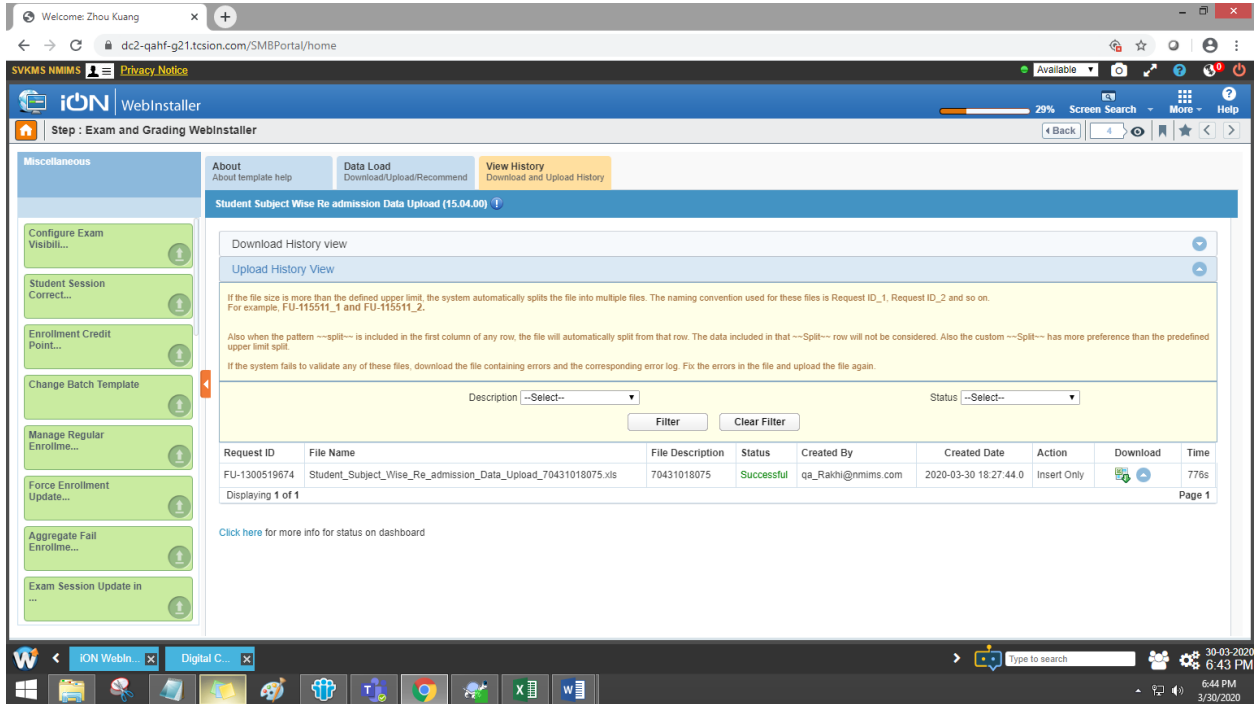 Welcome: Zhou Kuang
dc2-qahf-g21.tcsion.com/SMBPortal/home
SVKMS NMIMS Privacy Notice Available 0
iON WebInstaller 29% Screen Search More Help
Step : Exam and Grading WebInstaller Back 4
Miscellaneous
About
About template help
Data Load
Download/Upload/Recommend
View History
Download and Upload History
Student Subject Wise Re admission Data Upload (15.04.00)
Configure Exam
Visibili...
Student Session
Correct...
Enrollment Credit
Point...
Change Batch Template
Manage Regular
Enrollme...
Force Enrollment
Update...
Aggregate Fail
Enrollme...
Exam Session Update in
...
Download History view
Upload History View
If the file size is more than the defined upper limit, the system automatically splits the file into multiple files. The naming convention used for these files is Request ID_1, Request ID_2 and so on.
For example, FU-115511_1 and FU-115511_2.
Also when the pattern ~~split~~ is included in the first column of any row, the file will automatically split from that row. The data included in that ~~Split~~ row will not be considered. Also the custom ~~Split~~ has more preference than the predefined
upper limit split.
If the system fails to validate any of these files, download the file containing errors and the corresponding error log. Fix the errors in the file and upload the file again.
Description --Select-- Status --Select--
Filter Clear Filter
Request ID File Name File Description Status Created By Created Date Action Download Time
FU-1300519674 Student_Subject_Wise_Re_admission_Data_Upload_70431018075.xls 70431018075 Successful qa_Rakhi@nmims.com 2020-03-30 18:27:44.0 Insert Only 776s
Displaying 1 of 1 Page 1
Click here for more info for status on dashboard
iON WebIn... Digital C... Type to search 30-03-2020
6:43 PM
6:44 PM
3/30/2020